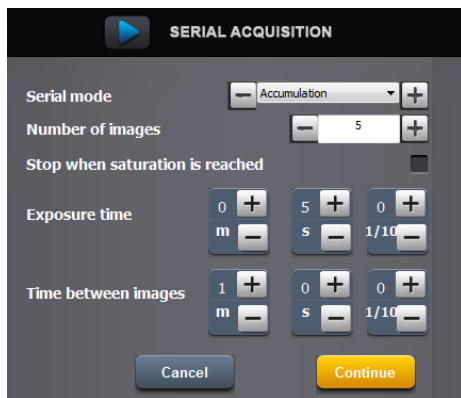 SERIAL ACQUISITION
Serial mode — Accumulation +
Number of images — 5 +
Stop when saturation is reached
Exposure time 0 + 5 + 0 +
m — s — 1/10 —
Time between images 1 + 0 + 0 +
m — s — 1/10 —
Cancel Continue